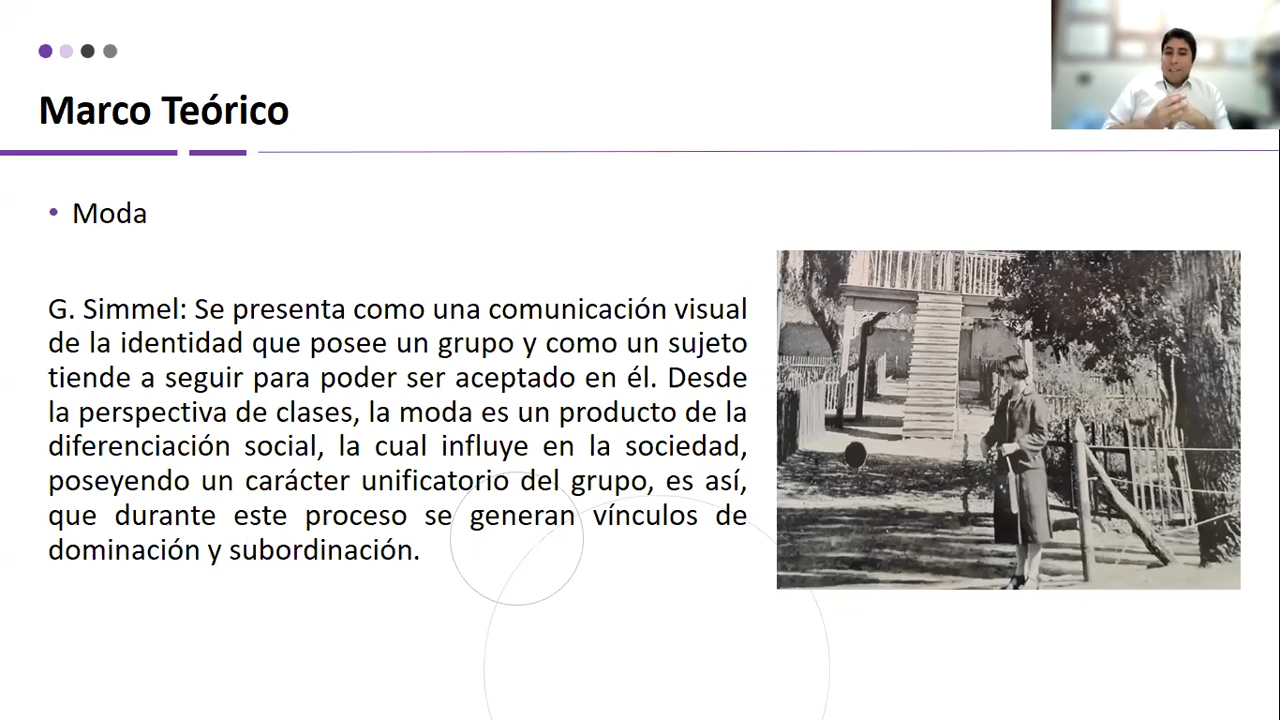 Marco Teórico
• Moda
G. Simmel: Se presenta como una comunicación visual
de la identidad que posee un grupo y como un sujeto
tiende a seguir para poder ser aceptado en él. Desde
la perspectiva de clases, la moda es un producto de la
diferenciación social, la cual influye en la sociedad,
poseyendo un carácter unificatorio del grupo, es así,
que durante este proceso se generan vínculos de
dominación y subordinación.